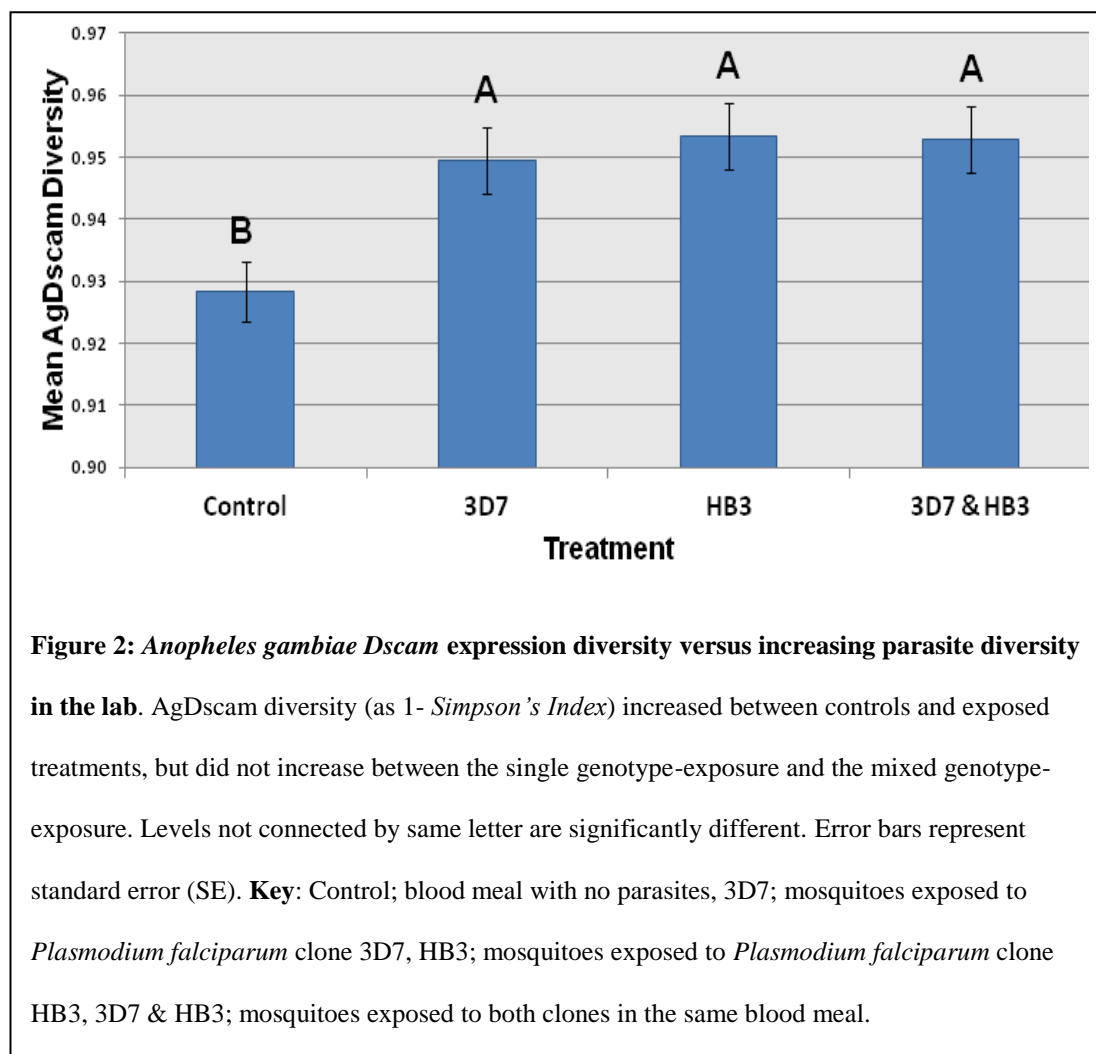 0.97
0.96
0.95
0.94
0.93
0.92
0.91
0.90
Mean AgDscam Diversity
B
A
A
A
Control
3D7
HB3
3D7 & HB3
Treatment
Figure 2: Anopheles gambiae Dscam expression diversity versus increasing parasite diversity
in the lab. AgDscam diversity (as 1- Simpson's Index) increased between controls and exposed
treatments, but did not increase between the single genotype-exposure and the mixed genotype-
exposure. Levels not connected by same letter are significantly different. Error bars represent
standard error (SE). Key: Control; blood meal with no parasites, 3D7; mosquitoes exposed to
Plasmodium falciparum clone 3D7, HB3; mosquitoes exposed to Plasmodium falciparum clone
HB3, 3D7 & HB3; mosquitoes exposed to both clones in the same blood meal.